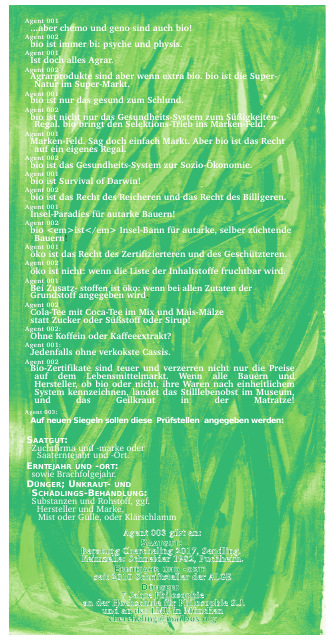 Agent 001
...aber chemo und geno sind auch bio!
Agent 002
bio ist immer bi: psyche und physis.
Agent 001
Ist doch alles Agrar.
Agent 002
Agrarprodukte sind aber wenn extra bio. bio ist die Super-
Natur im Super-Markt.
Agent 001
bio ist nur das gesund zum Schlund.
Agent 002
bio ist nicht nur das Gesundheits-System zum Süßigkeiten-
Regal. bio bringt den Selektions-Trieb ins Marken-Feld.
Agent 001
Marken-Feld. Sag doch einfach Markt. Aber bio ist das Recht
auf ein eigenes Regal.
Agent 002
bio ist das Gesundheits-System zur Sozio-Ökonomie.
Agent 001
bio ist Survival of Darwin!
Agent 002
bio ist das Recht des Reicheren und das Recht des Billigeren.
Agent 001
Insel-Paradies für autarke Bauern!
Agent 002
bio <em>ist</em> Insel-Bann für autarke, selber züchtende
Bauern
Agent 001
öko ist das Recht des Zertifizierteren und des Geschützteren.
Agent 002
öko ist nicht: wenn die Liste der Inhaltstoffe fruchtbar wird.
Agent 001
Bei Zusatz- stoffen ist öko: wenn bei allen Zutaten der
Grundstoff angegeben wird.
Agent 002
Cola-Tee mit Coca-Tee im Mix und Mais-Mälze
statt Zucker oder Süßstoff oder Sirup!
Agent 002:
Ohne Koffein oder Kaffeeextrakt?
Agent 001:
Jedenfalls ohne verkokste Cassis.
Agent 002
Bio-Zertifikate sind teuer und verzerren nicht nur die Preise
auf dem Lebensmittelmarkt. Wenn alle Bauern und
Hersteller, ob bio oder nicht, ihre Waren nach einheitlichem
System kennzeichnen, landet das Stilllebenobst im Museum,
und das Geilkraut in der Matratze!
Agent 003:
Auf neuen Siegeln sollen diese Prüfstellen angegeben werden:
SAATGUT:
Zuchtfirma und -marke oder
Saaterntejahr und -Ort.
ERNTEJAHR UND -ORT:
sowie Brachfolgejahr.
DÜNGER; UNKRAUT- UND
SCHÄDLINGS-BEHANDLUNG:
Substanzen und Rohstoff, ggf.
Hersteller und Marke.
Mist oder Gülle, oder Klärschlamm
Agent 003 gibt an:
seit 2010